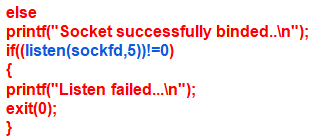 else
printf("Socket successfully binded..\n");
if((listen(sockfd,5))!=0)
{
printf("Listen failed...\n");
exit(0);
}